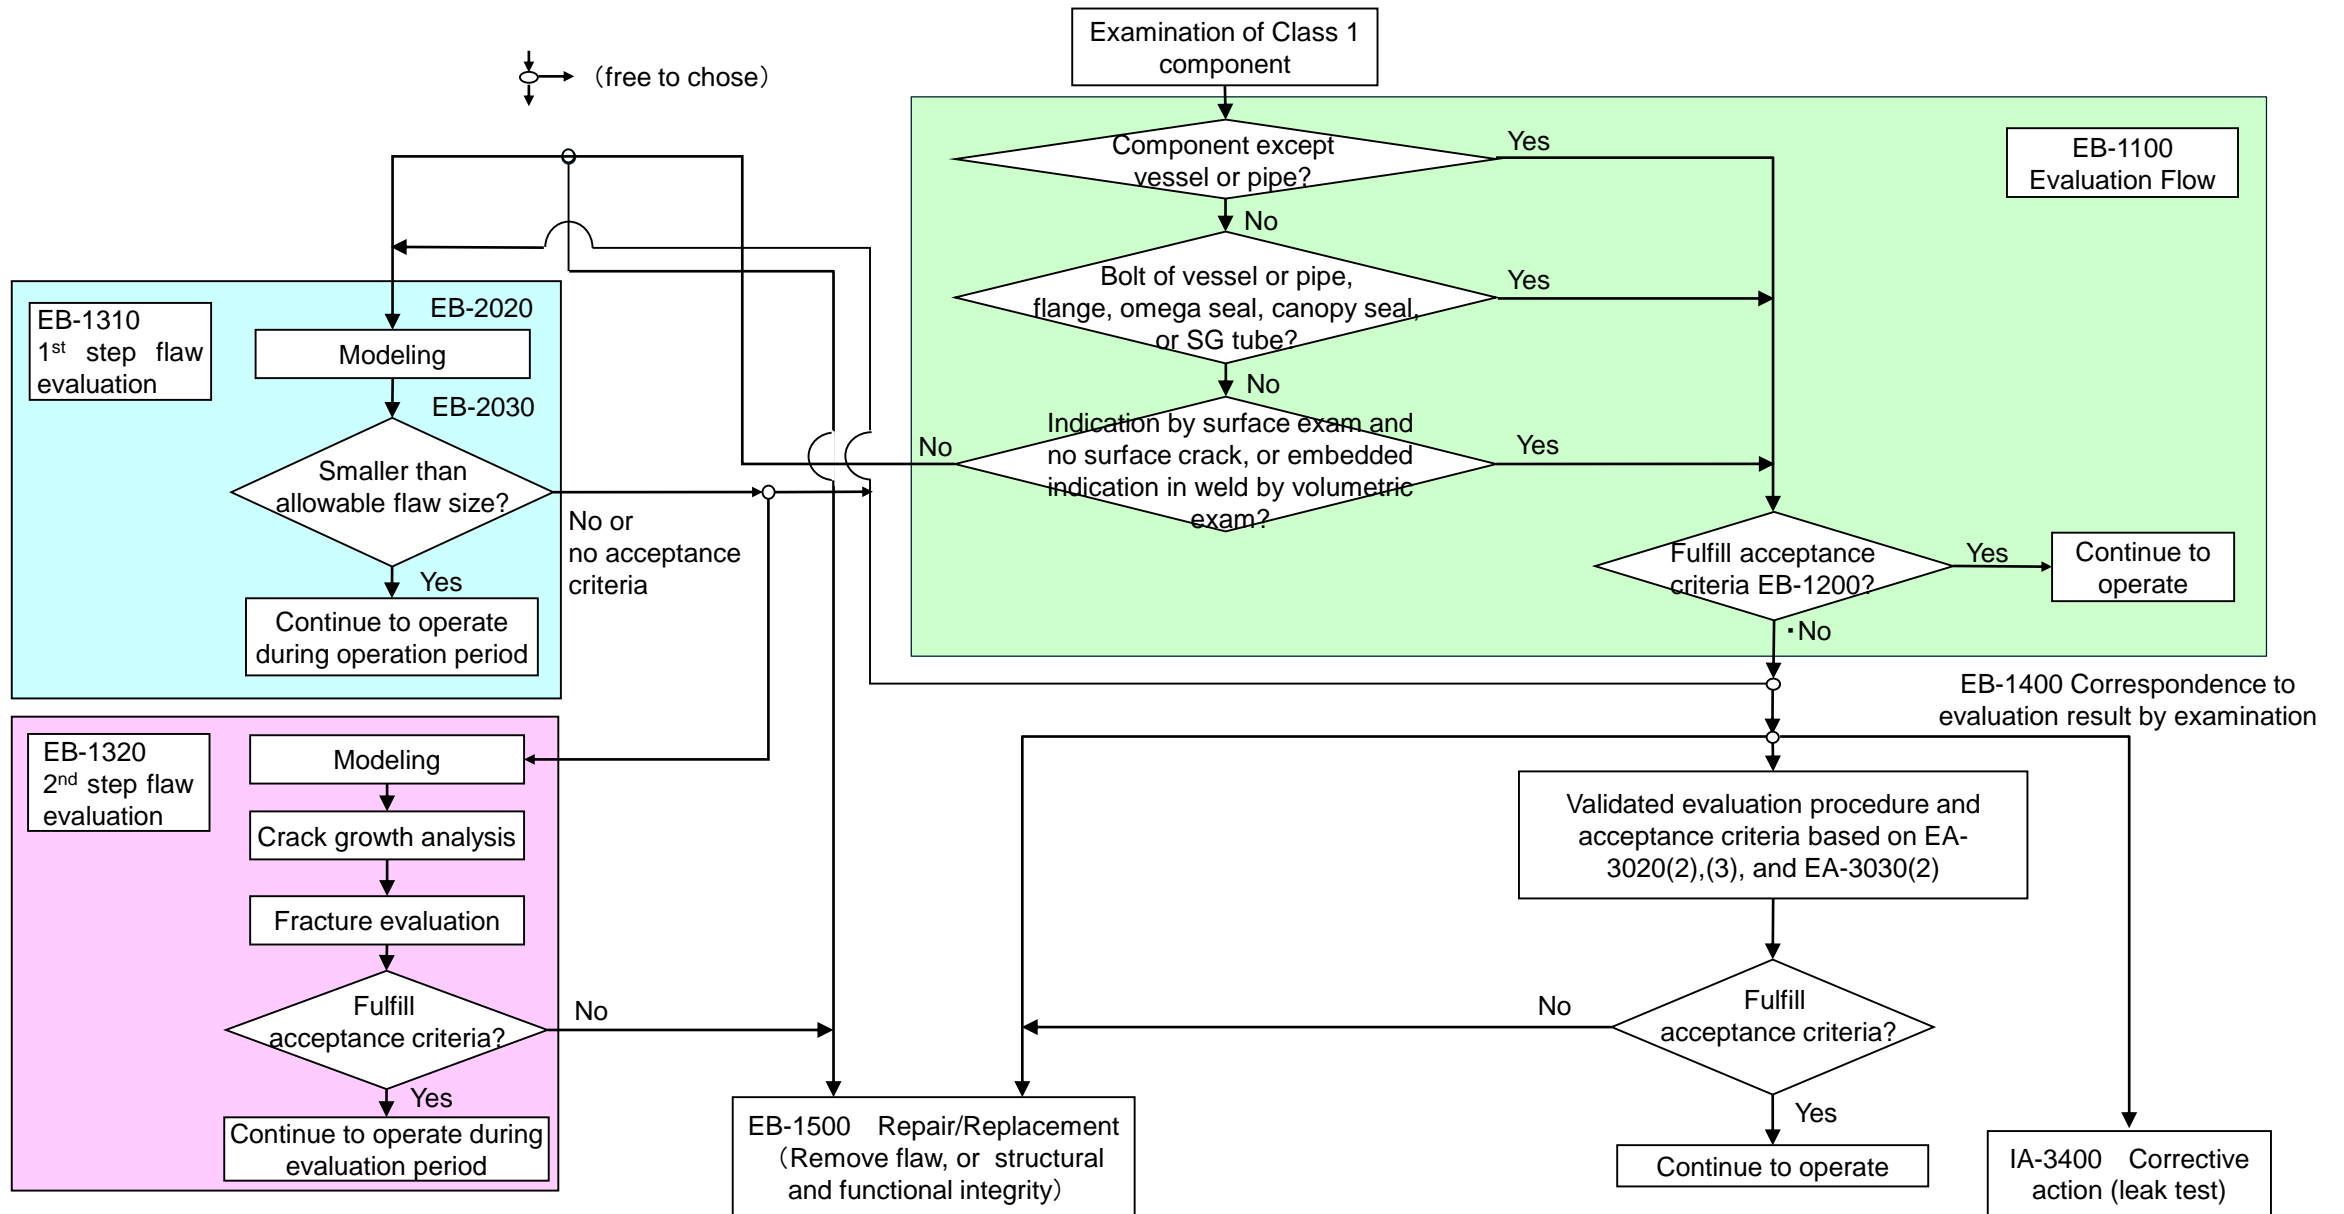 Examination of Class 1
component
（free to chose）
Component except
vessel or pipe?
Yes
No
EB-1100
Evaluation Flow
Bolt of vessel or pipe,
flange, omega seal, canopy seal,
or SG tube?
Yes
No
Indication by surface exam and
no surface crack, or embedded
indication in weld by volumetric
exam?
Yes
No
Fulfill acceptance
criteria EB-1200?
Yes
Continue to
operate
・No
EB-1310
1st step flaw
evaluation
EB-2020
Modeling
EB-2030
Smaller than
allowable flaw size?
No or
no acceptance
criteria
Yes
Continue to operate
during operation period
EB-1400 Correspondence to
evaluation result by examination
EB-1320
2nd step flaw
evaluation
Modeling
Crack growth analysis
Fracture evaluation
Fulfill
acceptance criteria?
No
Yes
Continue to operate during
evaluation period
Validated evaluation procedure and
acceptance criteria based on EA-
3020(2),(3), and EA-3030(2)
Fulfill
acceptance criteria?
No
Yes
Continue to operate
EB-1500 Repair/Replacement
（Remove flaw, or structural
and functional integrity）
IA-3400 Corrective
action (leak test)